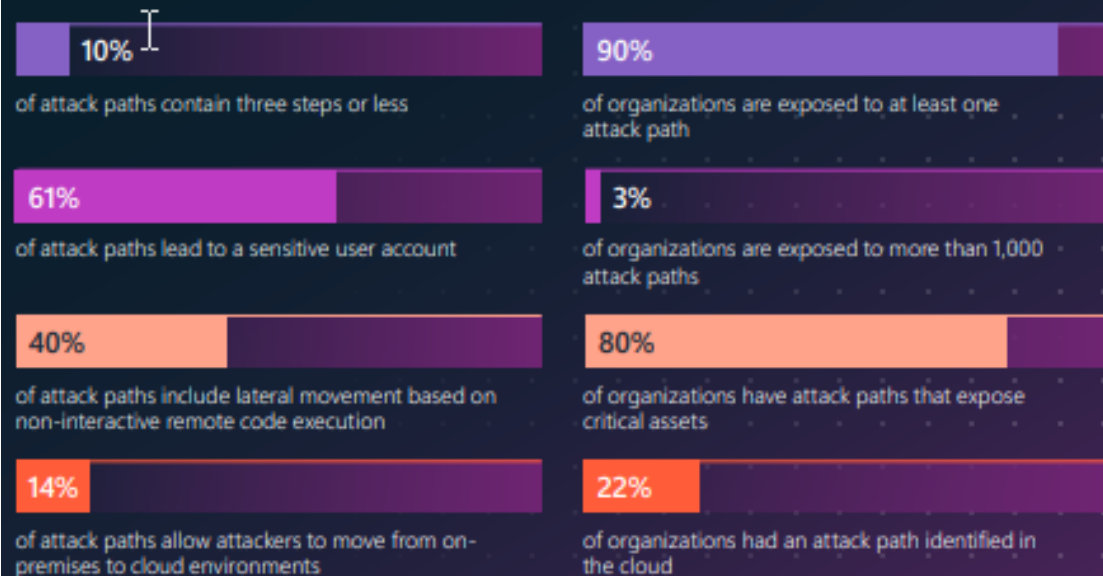 10%
of attack paths contain three steps or less
61%
of attack paths lead to a sensitive user account
40%
of attack paths include lateral movement based on
non-interactive remote code execution
14%
of attack paths allow attackers to move from on-
premises to cloud environments
90%
of organizations are exposed to at least one
attack path
3%
of organizations are exposed to more than 1,000
attack paths
80%
of organizations have attack paths that expose
critical assets
22%
of organizations had an attack path identified in
the cloud